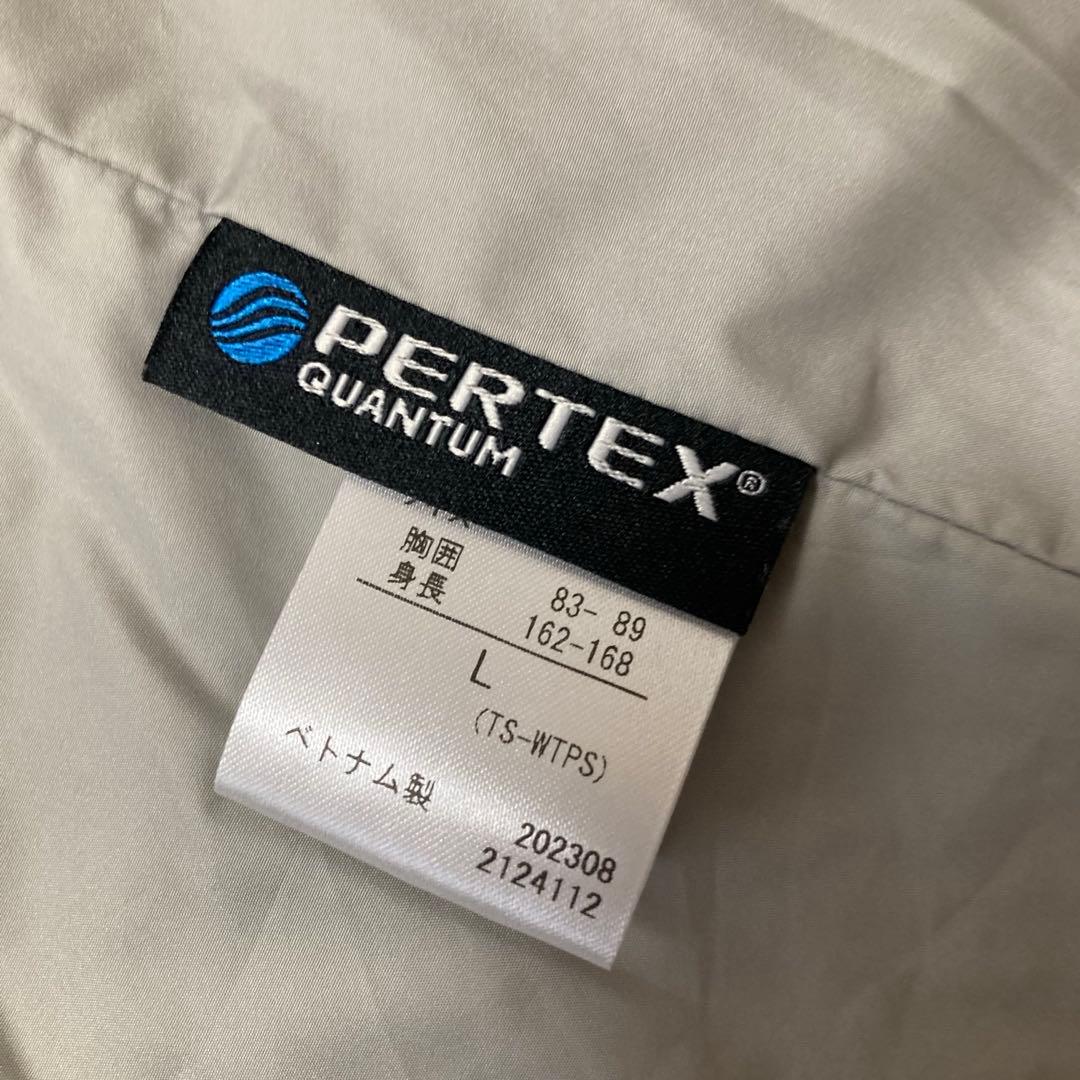 PERTEX®
QUANTUM
胸囲 83- 89
身長 162-168
L
(TS-WTPS)
ベトナム製
202308
2124112